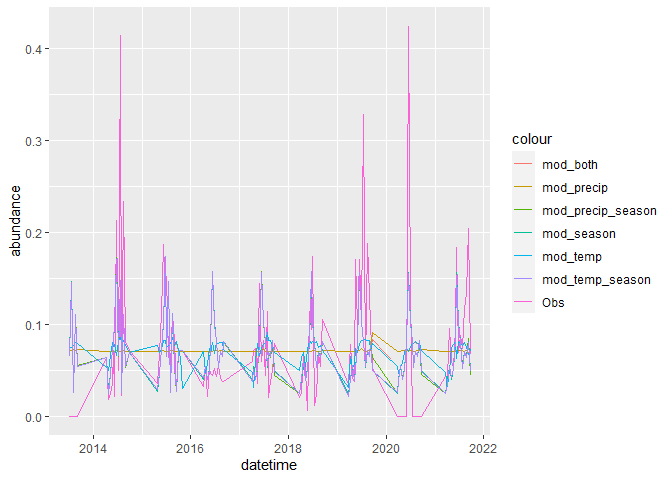 0.4
0.3
0.2
0.1
0.0
abundance
2014
2016
2018
2020
2022
datetime
colour
mod_both
mod_precip
mod_precip_season
mod_season
mod_temp
mod_temp_season
Obs